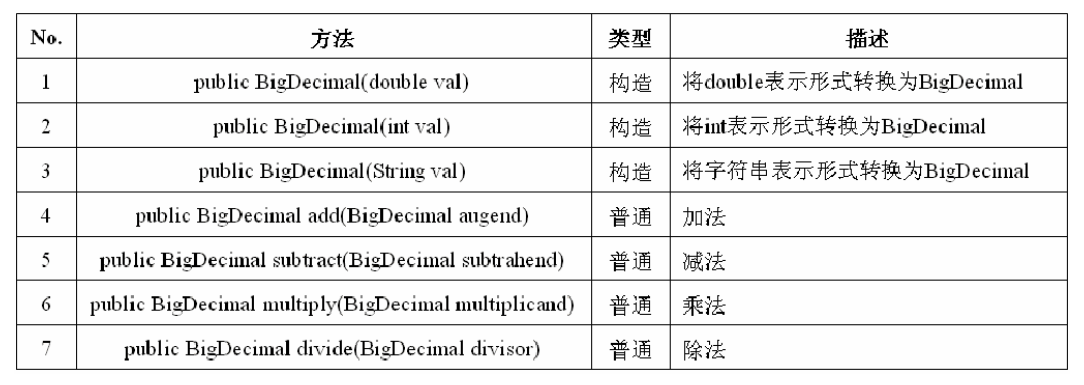 No. 方法 类型 描述
1 public BigDecimal(double val) 构造 将double表示形式转换为BigDecimal
2 public BigDecimal(int val) 构造 将int表示形式转换为BigDecimal
3 public BigDecimal(String val) 构造 将字符串表示形式转换为BigDecimal
4 public BigDecimal add(BigDecimal augend) 普通 加法
5 public BigDecimal subtract(BigDecimal subtrahend) 普通 减法
6 public BigDecimal multiply(BigDecimal multiplicand) 普通 乘法
7 public BigDecimal divide(BigDecimal divisor) 普通 除法